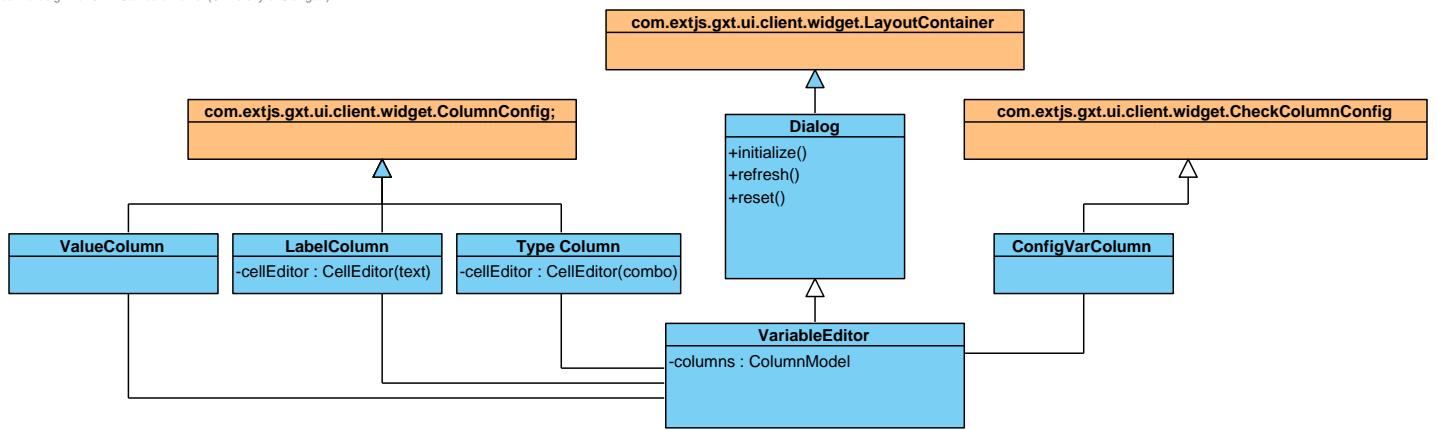 com.extjs.gxt.ui.client.widget.LayoutContainer
com.extjs.gxt.ui.client.widget.ColumnConfig;
com.extjs.gxt.ui.client.widget.CheckColumnConfig
Dialog
+initialize()
+refresh()
+reset()
ValueColumn
LabelColumn
-cellEditor : CellEditor(text)
Type Column
-cellEditor : CellEditor(combo)
ConfigVarColumn
VariableEditor
-columns : ColumnModel